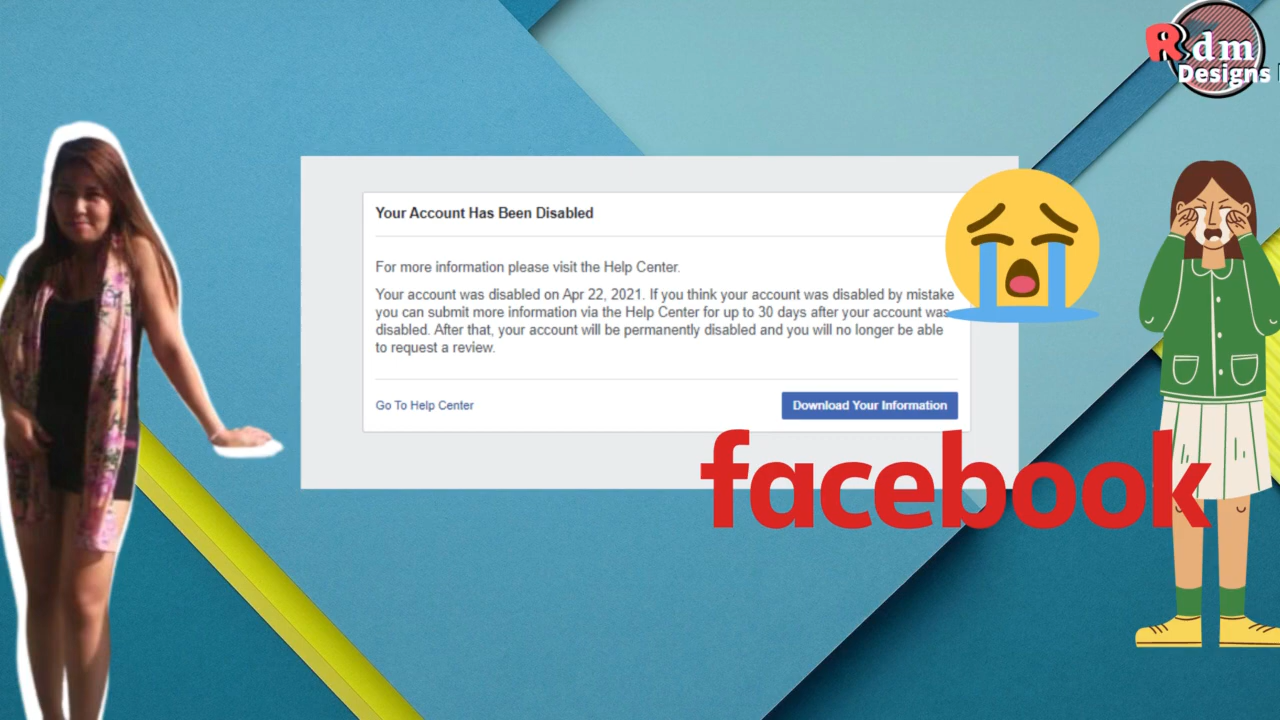 Rdm
Designs
Your Account Has Been Disabled
For more information please visit the Help Center.
Your account was disabled on Apr 22, 2021. If you think your account was disabled by mistake
you can submit more information via the Help Center for up to 30 days after your account was
disabled. After that, your account will be permanently disabled and you will no longer be able
to request a review.
Go To Help Center
Download Your Information
facebook